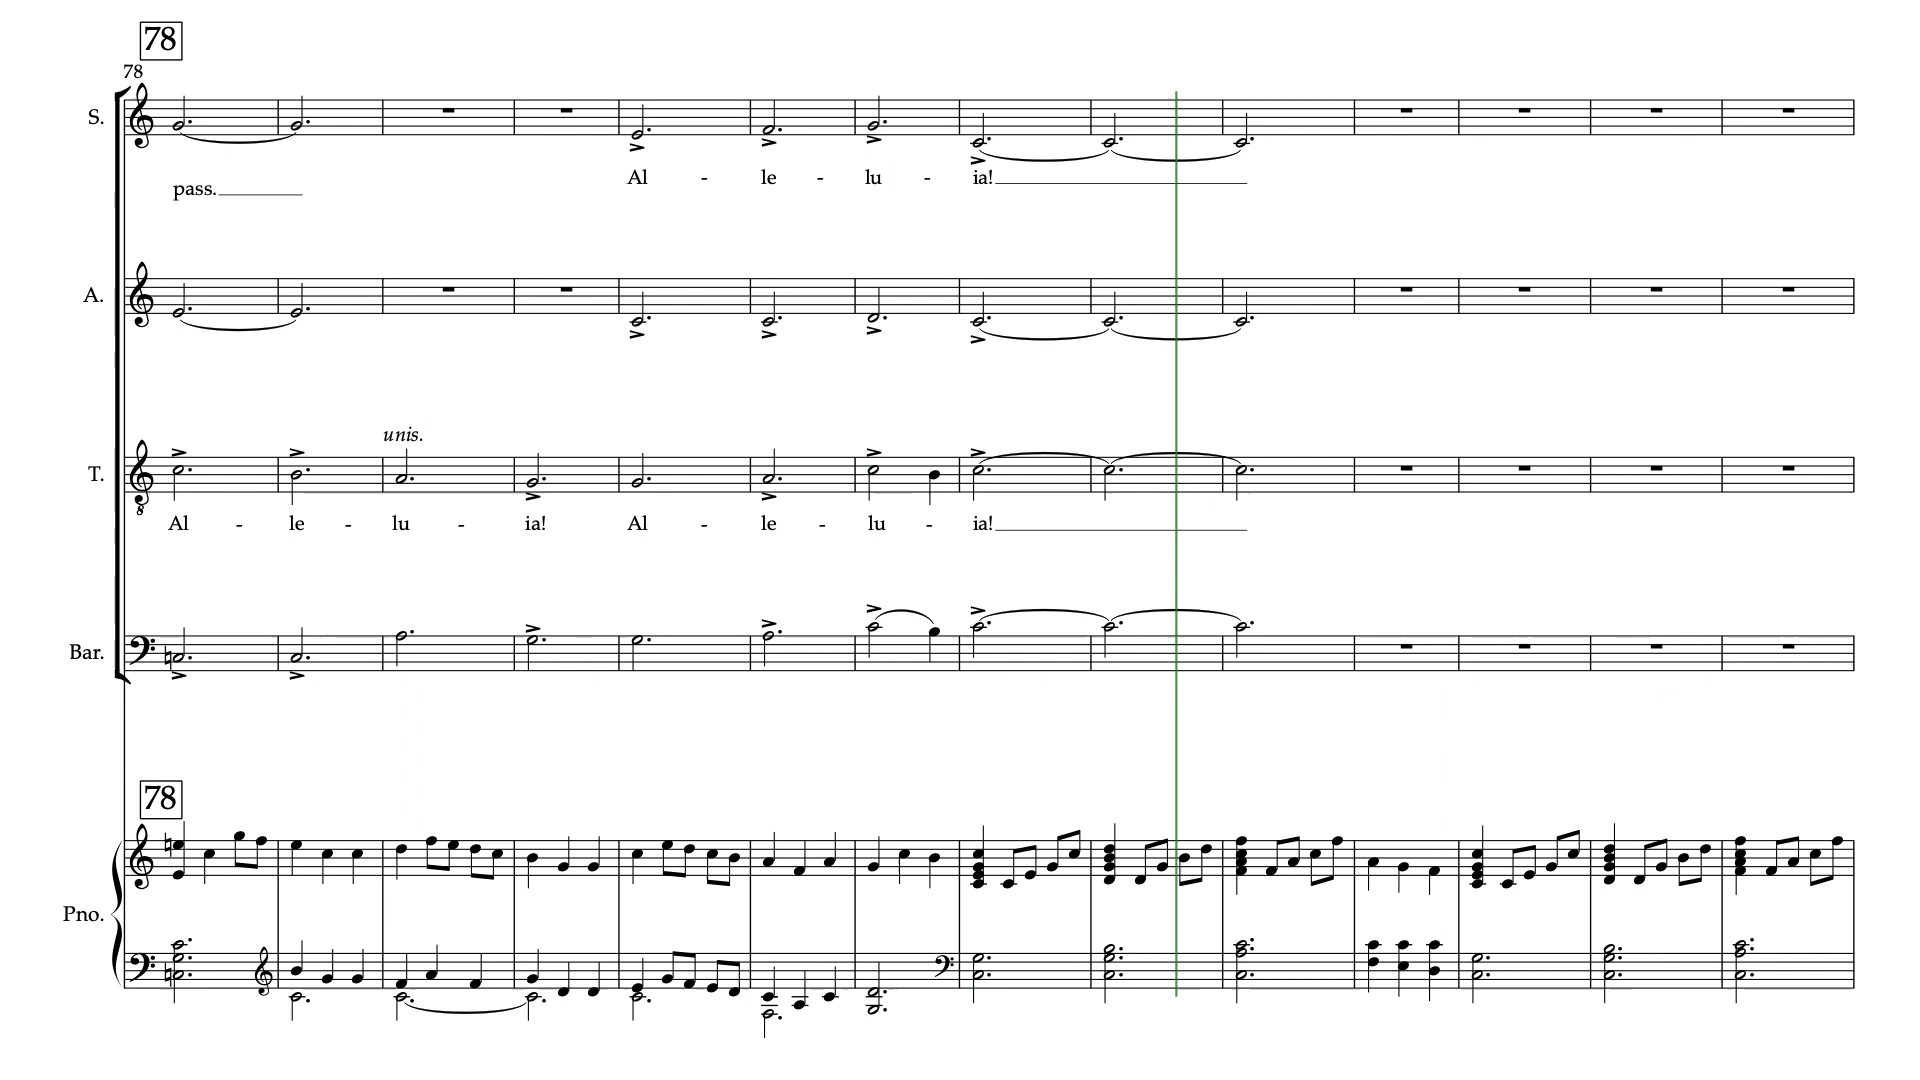 78
78
S.
Al - le - lu - ia!
pass.
A.
unis.
T.
Al - le - lu - ia! Al - le - lu - ia!
Bar.
78
Pno.